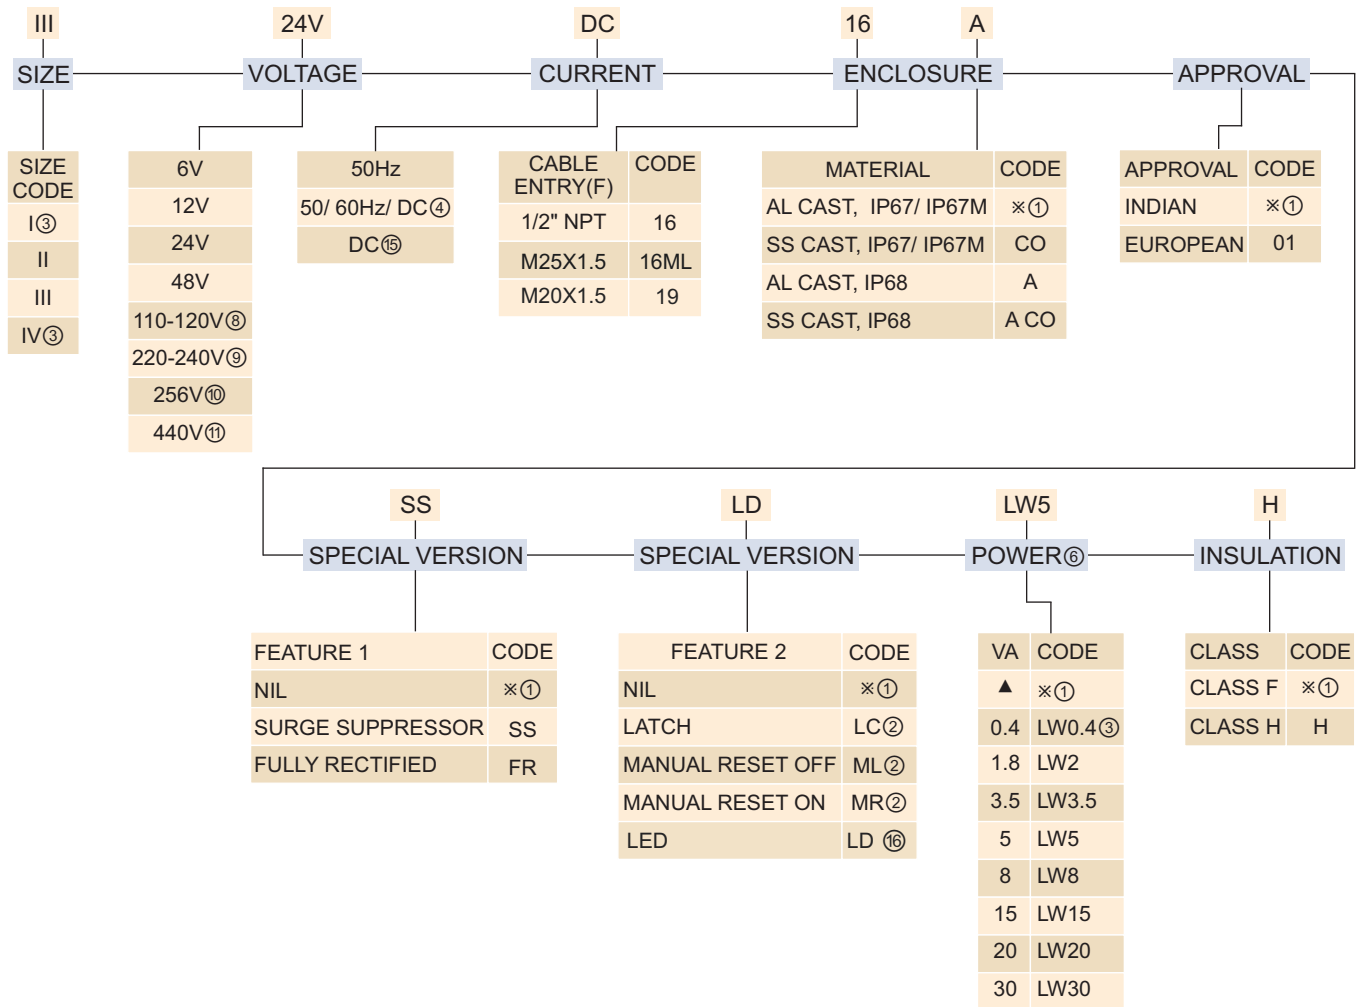 III 24V DC 16 A
SIZE VOLTAGE CURRENT ENCLOSURE APPROVAL
SIZE
CODE
I③
II
III
IV③
6V
12V
24V
48V
110-120V⑧
220-240V⑨
256V⑩
440V⑪
50Hz
50/ 60Hz/ DC④
DC⑮
CABLE CODE
ENTRY(F)
1/2" NPT 16
M25X1.5 16ML
M20X1.5 19
MATERIAL CODE
AL CAST, IP67/ IP67M ※①
SS CAST, IP67/ IP67M CO
AL CAST, IP68 A
SS CAST, IP68 A CO
APPROVAL CODE
INDIAN ※①
EUROPEAN 01
SS LD LW5 H
SPECIAL VERSION SPECIAL VERSION POWER⑥ INSULATION
FEATURE 1 CODE
NIL ※①
SURGE SUPPRESSOR SS
FULLY RECTIFIED FR
FEATURE 2 CODE
NIL ※①
LATCH LC②
MANUAL RESET OFF ML②
MANUAL RESET ON MR②
LED LD ⑯
VA CODE
▲ ※①
0.4 LW0.4③
1.8 LW2
3.5 LW3.5
5 LW5
8 LW8
15 LW15
20 LW20
30 LW30
CLASS CODE
CLASS F ※①
CLASS H H